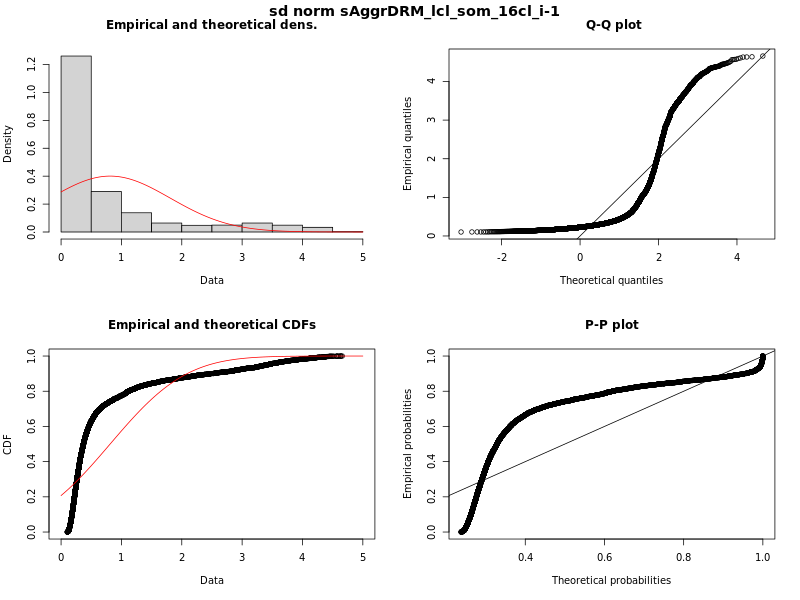 sd norm sAggrDRM_lcl_som_16cl_i-1
Empirical and theoretical dens.
Density
0.0 0.2 0.4 0.6 0.8 1.0 1.2
0 1 2 3 4 5
Data
Q-Q plot
Empirical quantiles
0 1 2 3 4
-2 0 2 4
Theoretical quantiles
Empirical and theoretical CDFs
CDF
0.0 0.2 0.4 0.6 0.8 1.0
0 1 2 3 4 5
Data
P-P plot
Empirical probabilities
0.0 0.2 0.4 0.6 0.8 1.0
0.4 0.6 0.8 1.0
Theoretical probabilities